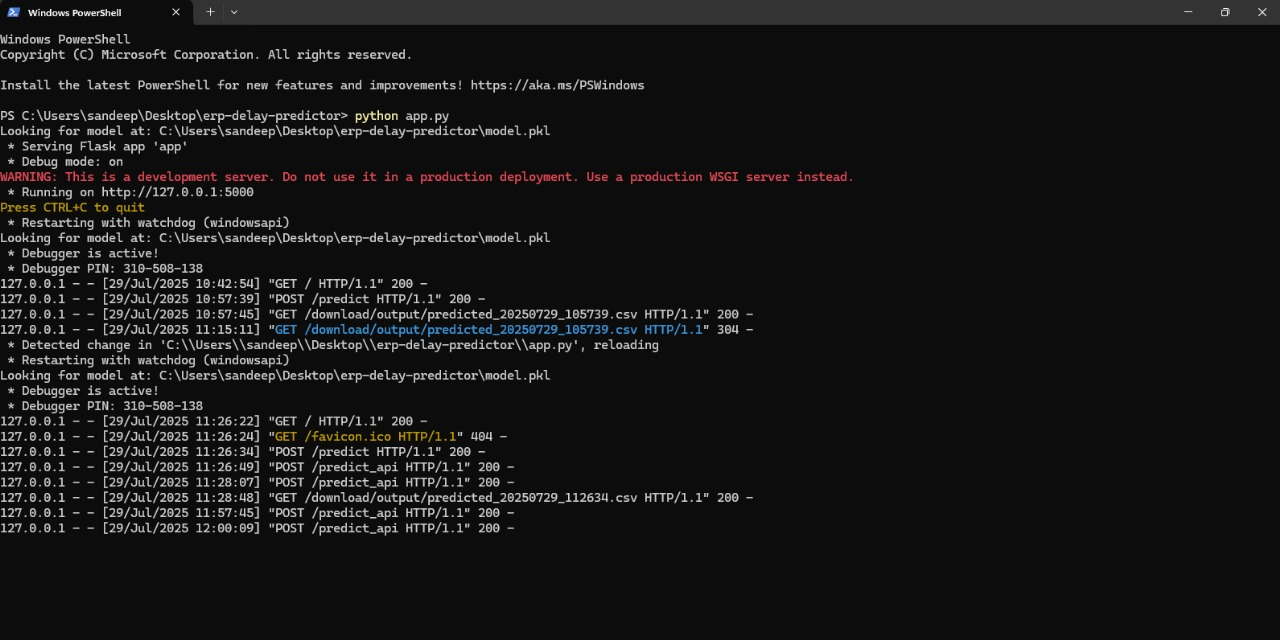 Windows PowerShell
Windows PowerShell
Copyright (C) Microsoft Corporation. All rights reserved.
Install the latest PowerShell for new features and improvements! https://aka.ms/PSWindows
PS C:\Users\sandeep\Desktop\erp-delay-predictor> python app.py
Looking for model at: C:\Users\sandeep\Desktop\erp-delay-predictor\model.pkl
 * Serving Flask app 'app'
 * Debug mode: on
WARNING: This is a development server. Do not use it in a production deployment. Use a production WSGI server instead.
 * Running on http://127.0.0.1:5000
Press CTRL+C to quit
 * Restarting with watchdog (windowsapi)
Looking for model at: C:\Users\sandeep\Desktop\erp-delay-predictor\model.pkl
 * Debugger is active!
 * Debugger PIN: 310-508-138
127.0.0.1 - - [29/Jul/2025 10:42:54] "GET / HTTP/1.1" 200 -
127.0.0.1 - - [29/Jul/2025 10:57:39] "POST /predict HTTP/1.1" 200 -
127.0.0.1 - - [29/Jul/2025 10:57:45] "GET /download/output/predicted_20250729_105739.csv HTTP/1.1" 200 -
127.0.0.1 - - [29/Jul/2025 11:15:11] "GET /download/output/predicted_20250729_105739.csv HTTP/1.1" 304 -
 * Detected change in 'C:\\Users\\sandeep\\Desktop\\erp-delay-predictor\\app.py', reloading
 * Restarting with watchdog (windowsapi)
Looking for model at: C:\Users\sandeep\Desktop\erp-delay-predictor\model.pkl
 * Debugger is active!
 * Debugger PIN: 310-508-138
127.0.0.1 - - [29/Jul/2025 11:26:22] "GET / HTTP/1.1" 200 -
127.0.0.1 - - [29/Jul/2025 11:26:24] "GET /favicon.ico HTTP/1.1" 404 -
127.0.0.1 - - [29/Jul/2025 11:26:34] "POST /predict HTTP/1.1" 200 -
127.0.0.1 - - [29/Jul/2025 11:26:49] "POST /predict_api HTTP/1.1" 200 -
127.0.0.1 - - [29/Jul/2025 11:28:07] "POST /predict_api HTTP/1.1" 200 -
127.0.0.1 - - [29/Jul/2025 11:28:48] "GET /download/output/predicted_20250729_112634.csv HTTP/1.1" 200 -
127.0.0.1 - - [29/Jul/2025 11:57:45] "POST /predict_api HTTP/1.1" 200 -
127.0.0.1 - - [29/Jul/2025 12:00:09] "POST /predict_api HTTP/1.1" 200 -